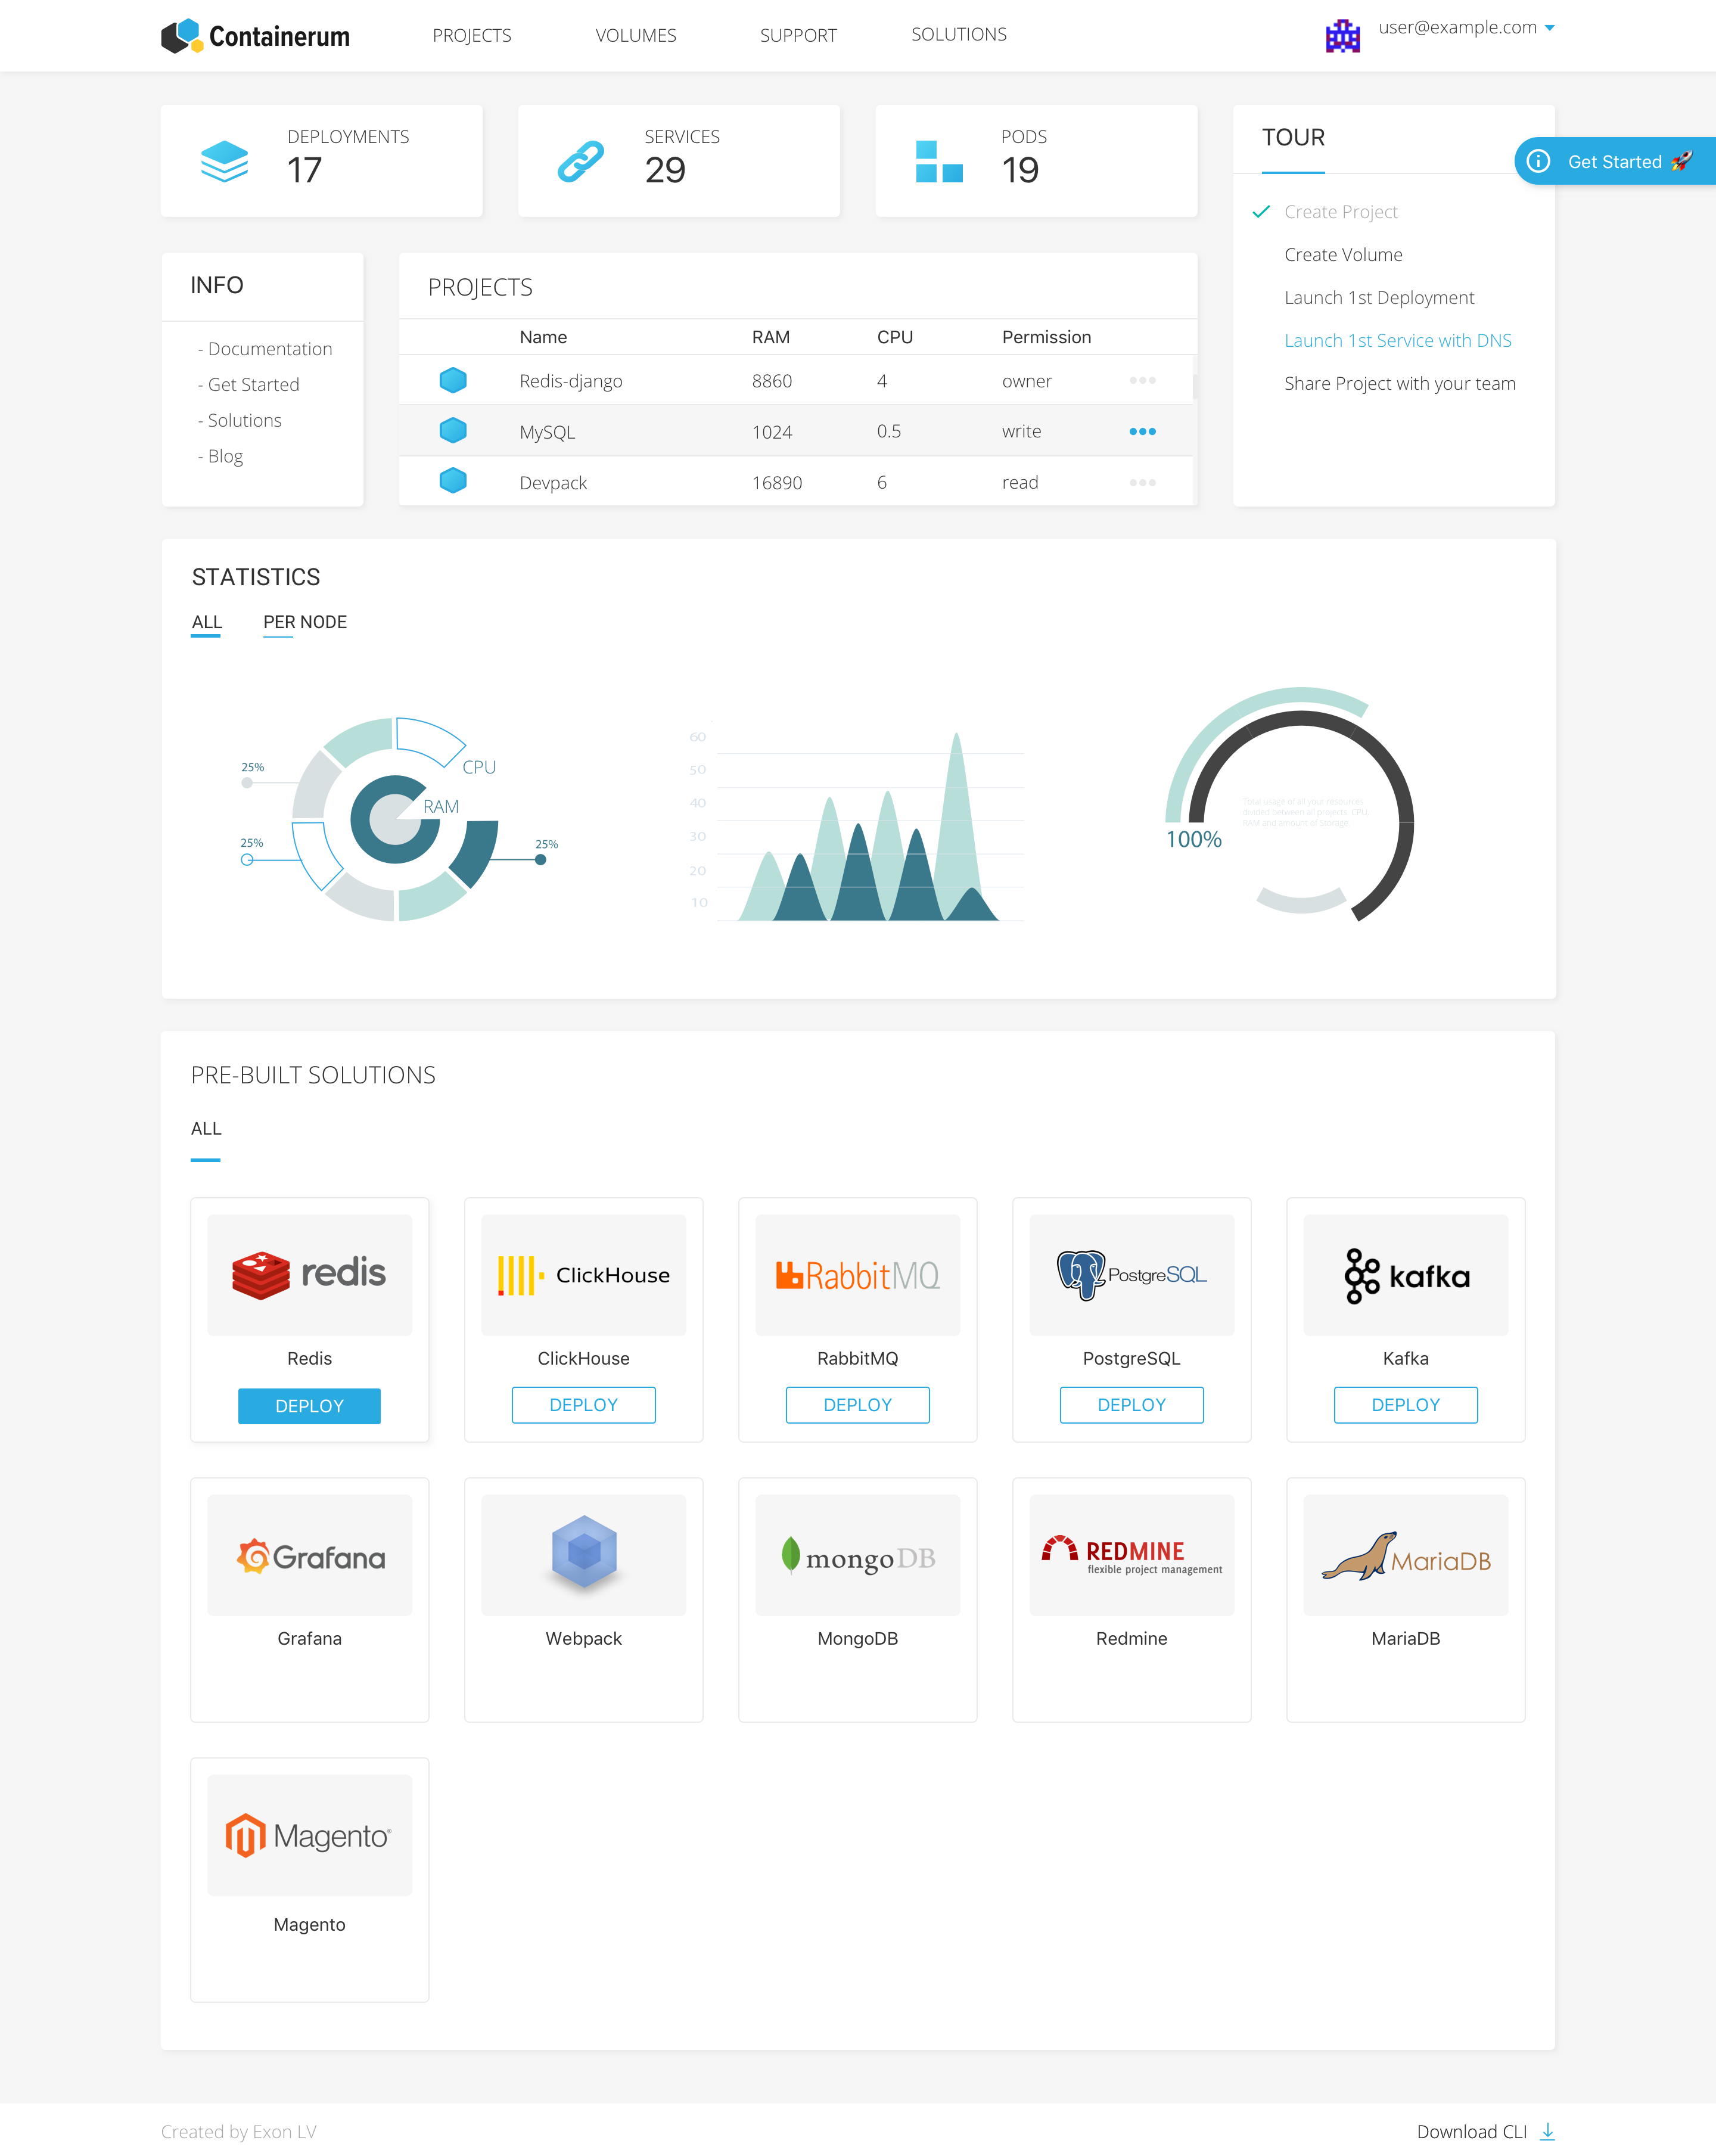 Containerum
PROJECTS
VOLUMES
SUPPORT
SOLUTIONS
user@example.com
DEPLOYMENTS
17
SERVICES
29
PODS
19
TOUR
Get Started
Create Project
Create Volume
Launch 1st Deployment
Launch 1st Service with DNS
Share Project with your team
INFO
- Documentation
- Get Started
- Solutions
- Blog
PROJECTS
Name RAM CPU Permission
Redis-django 8860 4 owner
MySQL 1024 0.5 write
Devpack 16890 6 read
STATISTICS
ALL PER NODE
25%
25%
25%
CPU
RAM
60
50
40
30
20
10
Total usage of all your resources
divided between all projects: CPU,
RAM and amount of Storage.
100%
PRE-BUILT SOLUTIONS
ALL
redis
Redis
DEPLOY
ClickHouse
ClickHouse
DEPLOY
RabbitMQ
RabbitMQ
DEPLOY
PostgreSQL
PostgreSQL
DEPLOY
kafka
Kafka
DEPLOY
Grafana
Grafana
Webpack
mongoDB
MongoDB
REDMINE
flexible project management
Redmine
MariaDB
MariaDB
Magento®
Magento
Created by Exon LV
Download CLI